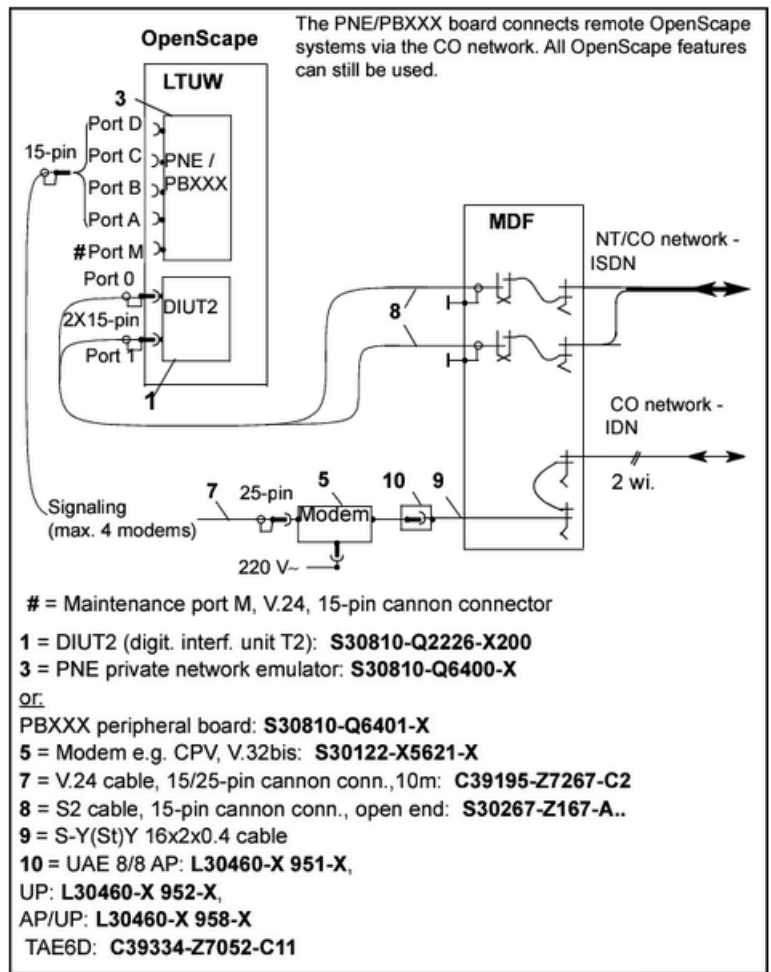 The PNE/PBXXX board connects remote OpenScape
systems via the CO network. All OpenScape features
can still be used.
OpenScape
LTUW
3
Port D
15-pin
Port C
PNE /
PBXXX
Port B
Port A
#Port M
MDF
NT/CO network -
ISDN
Port 0
DIUT2
2X15-pin
8
Port 1
1
CO network -
IDN
2 wi.
7
25-pin
5
10
9
Signaling
(max. 4 modems)
Modem
220 V~
# = Maintenance port M, V.24, 15-pin cannon connector
1 = DIUT2 (digit. interf. unit T2): S30810-Q2226-X200
3 = PNE private network emulator: S30810-Q6400-X
or:
PBXXX peripheral board: S30810-Q6401-X
5 = Modem e.g. CPV, V.32bis: S30122-X5621-X
7 = V.24 cable, 15/25-pin cannon conn.,10m: C39195-Z7267-C2
8 = S2 cable, 15-pin cannon conn., open end: S30267-Z167-A..
9 = S-Y(St)Y 16x2x0.4 cable
10 = UAE 8/8 AP: L30460-X 951-X,
UP: L30460-X 952-X,
AP/UP: L30460-X 958-X
TAE6D: C39334-Z7052-C11